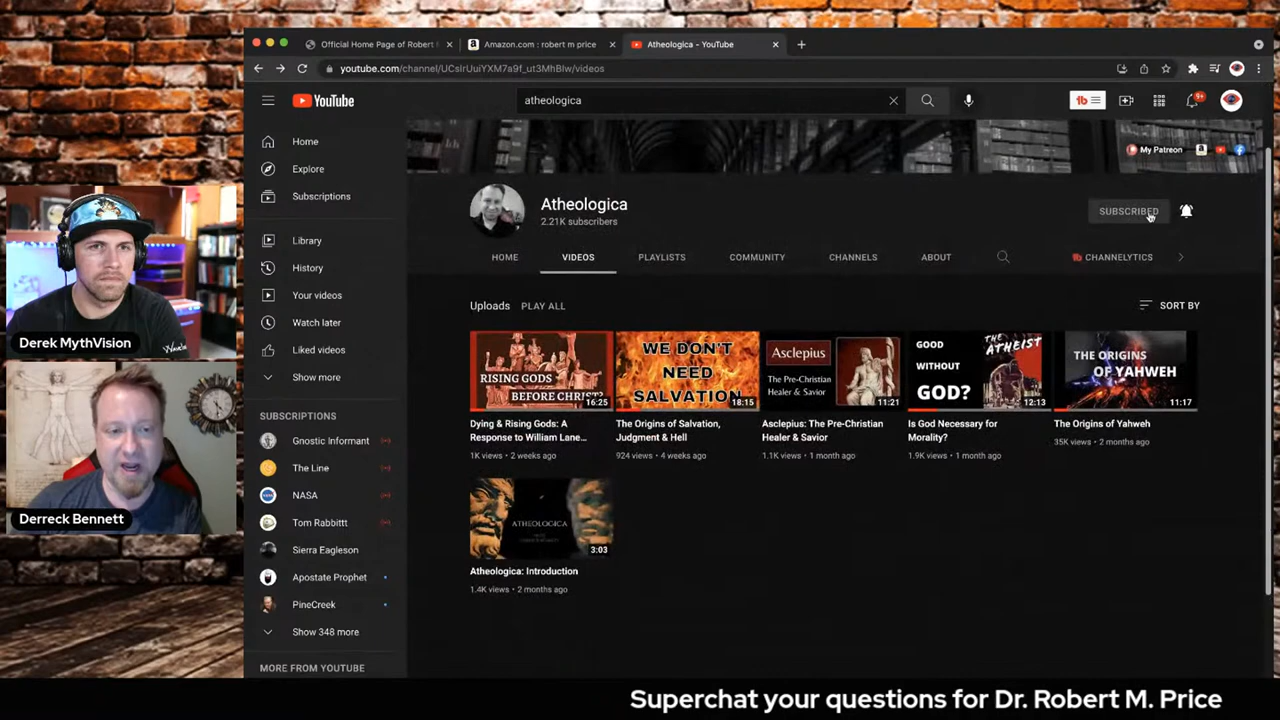 Official Home Page of Robert
Amazon.com : robert m price
Atheologica - YouTube
youtube.com/channel/UCsIrUuiYXM7a9f_ut3MhBIw/videos
YouTube
atheologica
9+
Home
Explore
Subscriptions
Library
History
Your videos
Watch later
Liked videos
Show more
SUBSCRIPTIONS
Gnostic Informant
The Line
NASA
Tom Rabbittt
Sierra Eagleson
Apostate Prophet
PineCreek
Show 348 more
MORE FROM YOUTUBE
My Patreon
Atheologica
2.21K subscribers
SUBSCRIBED
HOME
VIDEOS
PLAYLISTS
COMMUNITY
CHANNELS
ABOUT
CHANNELYTICS
Uploads
PLAY ALL
SORT BY
RISING GODS
BEFORE CHRIST?
16:25
Dying & Rising Gods: A
Response to William Lane...
1K views • 2 weeks ago
WE DON'T
NEED
SALVATION
18:15
The Origins of Salvation,
Judgment & Hell
924 views • 4 weeks ago
Asclepius
The Pre-Christian
Healer & Savior
11:21
Asclepius: The Pre-Christian
Healer & Savior
1.1K views • 1 month ago
GOOD
WITHOUT
GOD?
THE ATHEIST
12:13
Is God Necessary for
Morality?
1.9K views • 1 month ago
THE ORIGINS
OF YAHWEH
11:17
The Origins of Yahweh
35K views • 2 months ago
ATHEOLOGICA
3:03
Atheologica: Introduction
1.4K views • 2 months ago
Derek MythVision
Derreck Bennett
Superchat your questions for Dr. Robert M. Price